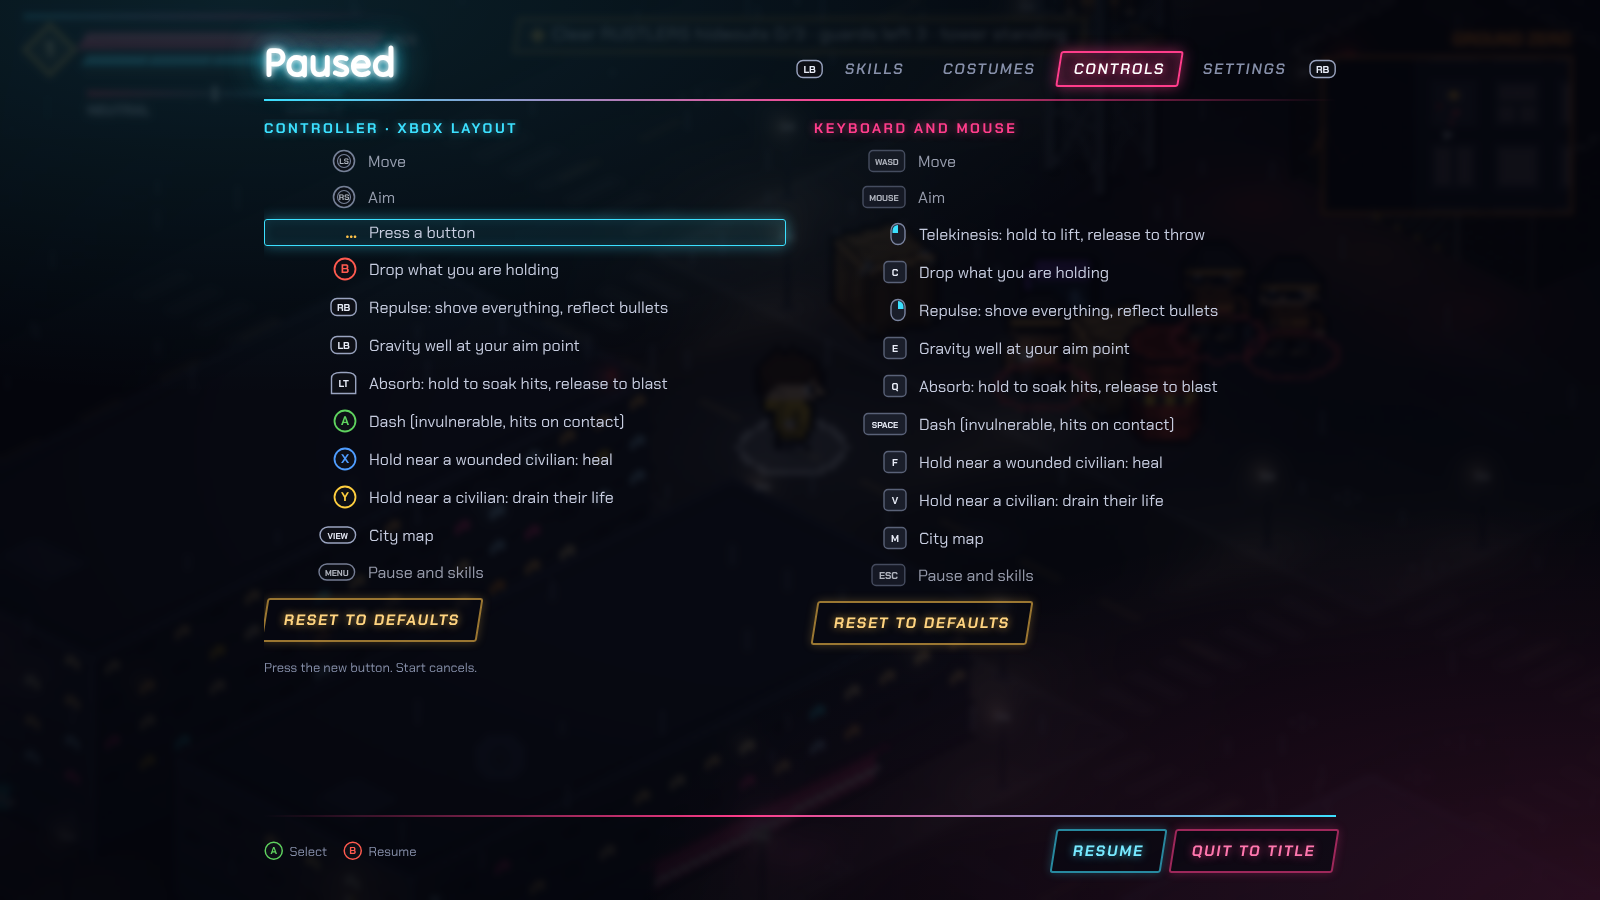 Paused
LB SKILLS COSTUMES CONTROLS SETTINGS RB
CONTROLLER · XBOX LAYOUT
LS Move
RS Aim
... Press a button
B Drop what you are holding
RB Repulse: shove everything, reflect bullets
LB Gravity well at your aim point
LT Absorb: hold to soak hits, release to blast
A Dash (invulnerable, hits on contact)
X Hold near a wounded civilian: heal
Y Hold near a civilian: drain their life
VIEW City map
MENU Pause and skills
RESET TO DEFAULTS
Press the new button. Start cancels.
KEYBOARD AND MOUSE
WASD Move
MOUSE Aim
Telekinesis: hold to lift, release to throw
C Drop what you are holding
Repulse: shove everything, reflect bullets
E Gravity well at your aim point
Q Absorb: hold to soak hits, release to blast
SPACE Dash (invulnerable, hits on contact)
F Hold near a wounded civilian: heal
V Hold near a civilian: drain their life
M City map
ESC Pause and skills
RESET TO DEFAULTS
A Select B Resume
RESUME QUIT TO TITLE